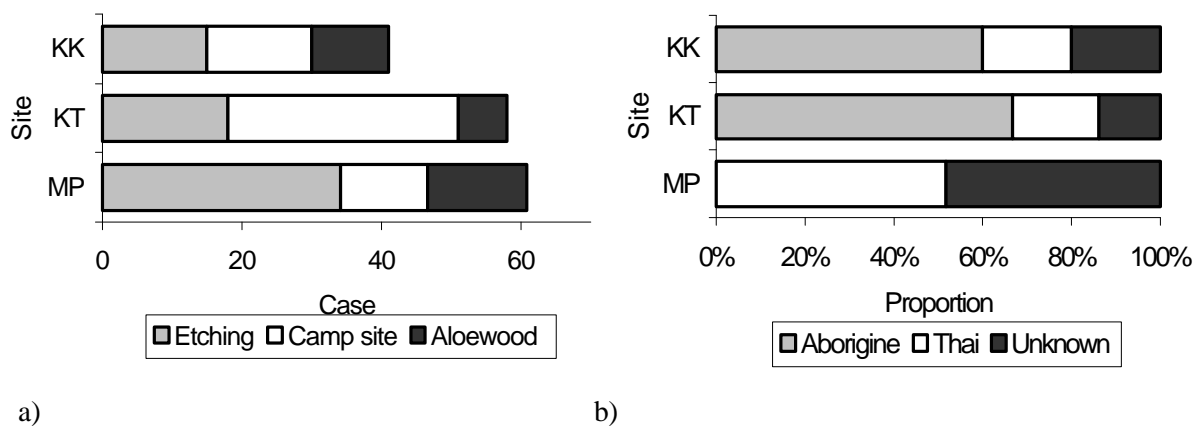 KK
KT
MP
Site
0 20 40 60
Case
Etching Camp site Aloewood
a)
KK
KT
MP
Site
0% 20% 40% 60% 80% 100%
Proportion
Aborigine Thai Unknown
b)